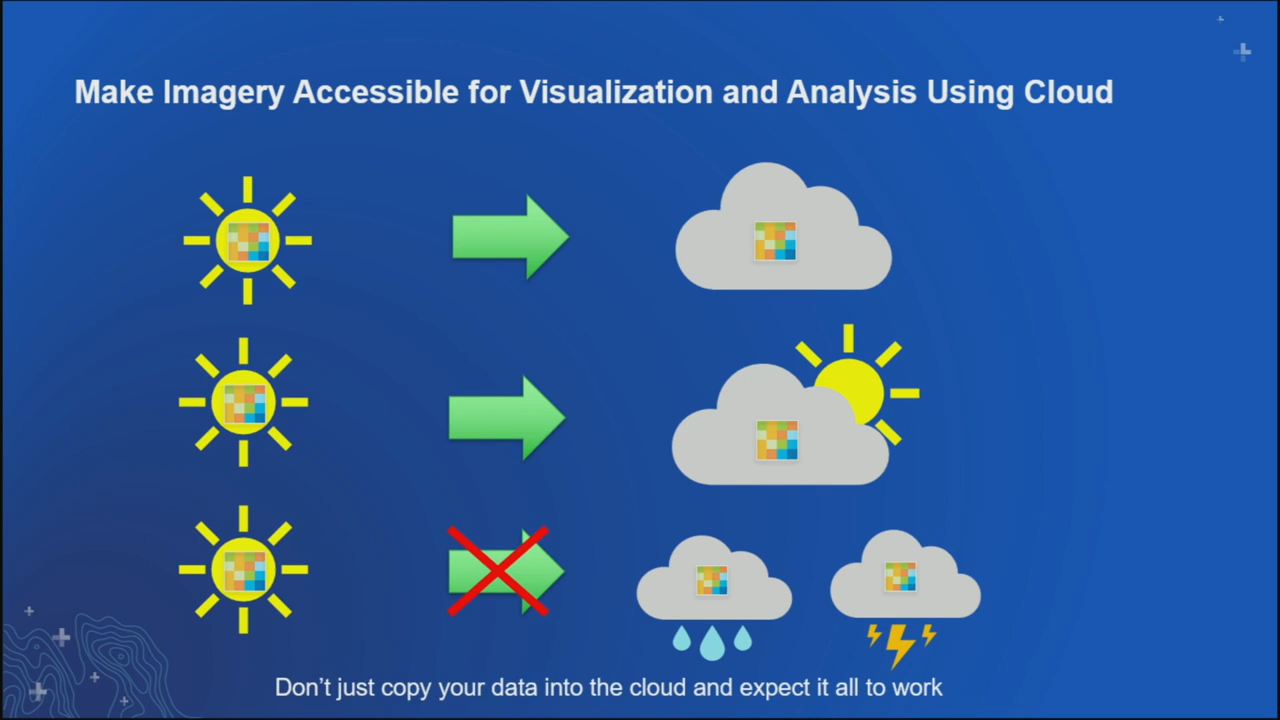 Make Imagery Accessible for Visualization and Analysis Using Cloud
Don’t just copy your data into the cloud and expect it all to work